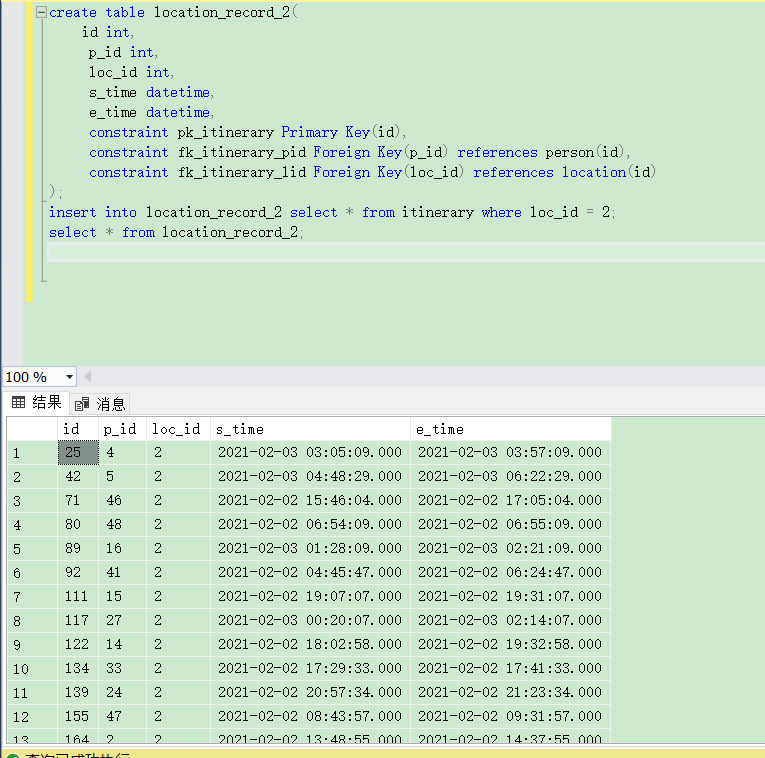 create table location_record_2(
id int,
p_id int,
loc_id int,
s_time datetime,
e_time datetime,
constraint pk_itinerary Primary Key(id),
constraint fk_itinerary_pid Foreign Key(p_id) references person(id),
constraint fk_itinerary_lid Foreign Key(loc_id) references location(id)
);
insert into location_record_2 select * from itinerary where loc_id = 2;
select * from location_record_2;
100 %
结果 消息
id p_id loc_id s_time e_time
1 25 4 2 2021-02-03 03:05:09.000 2021-02-03 03:57:09.000
2 42 5 2 2021-02-03 04:48:29.000 2021-02-03 06:22:29.000
3 71 46 2 2021-02-02 15:46:04.000 2021-02-02 17:05:04.000
4 80 48 2 2021-02-02 06:54:09.000 2021-02-02 06:55:09.000
5 89 16 2 2021-02-03 01:28:09.000 2021-02-03 02:21:09.000
6 92 41 2 2021-02-02 04:45:47.000 2021-02-02 06:24:47.000
7 111 15 2 2021-02-02 19:07:07.000 2021-02-02 19:31:07.000
8 117 27 2 2021-02-03 00:20:07.000 2021-02-03 02:14:07.000
9 122 14 2 2021-02-02 18:02:58.000 2021-02-02 19:32:58.000
10 134 33 2 2021-02-02 17:29:33.000 2021-02-02 17:41:33.000
11 139 24 2 2021-02-02 20:57:34.000 2021-02-02 21:23:34.000
12 155 47 2 2021-02-02 08:43:57.000 2021-02-02 09:31:57.000
13 164 2 2 2021-02-02 13:48:55.000 2021-02-02 14:37:55.000